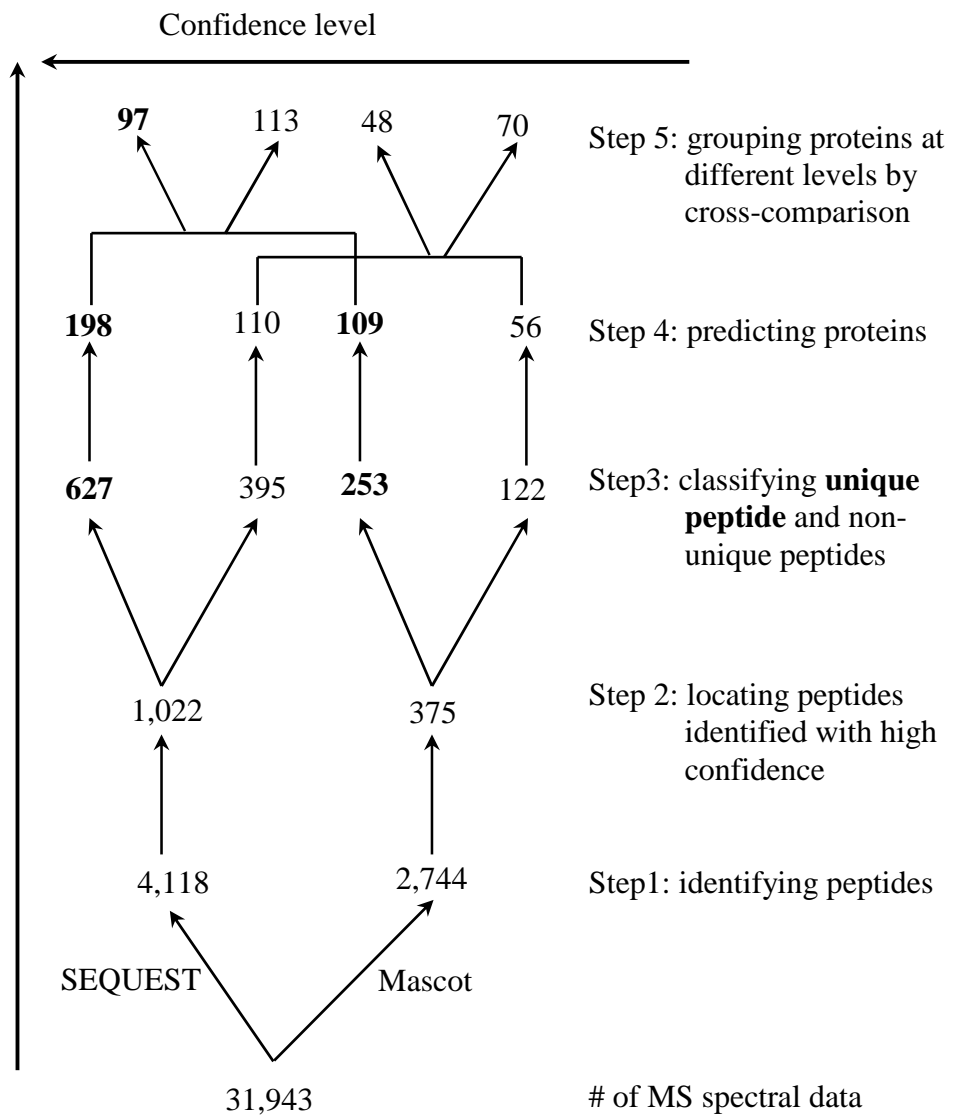 Confidence level
97 113 48 70
Step 5: grouping proteins at
different levels by
cross-comparison
198 110 109 56
Step 4: predicting proteins
627 395 253 122
Step3: classifying unique
peptide and non-
unique peptides
1,022 375
Step 2: locating peptides
identified with high
confidence
4,118 2,744
Step1: identifying peptides
SEQUEST Mascot
31,943
# of MS spectral data